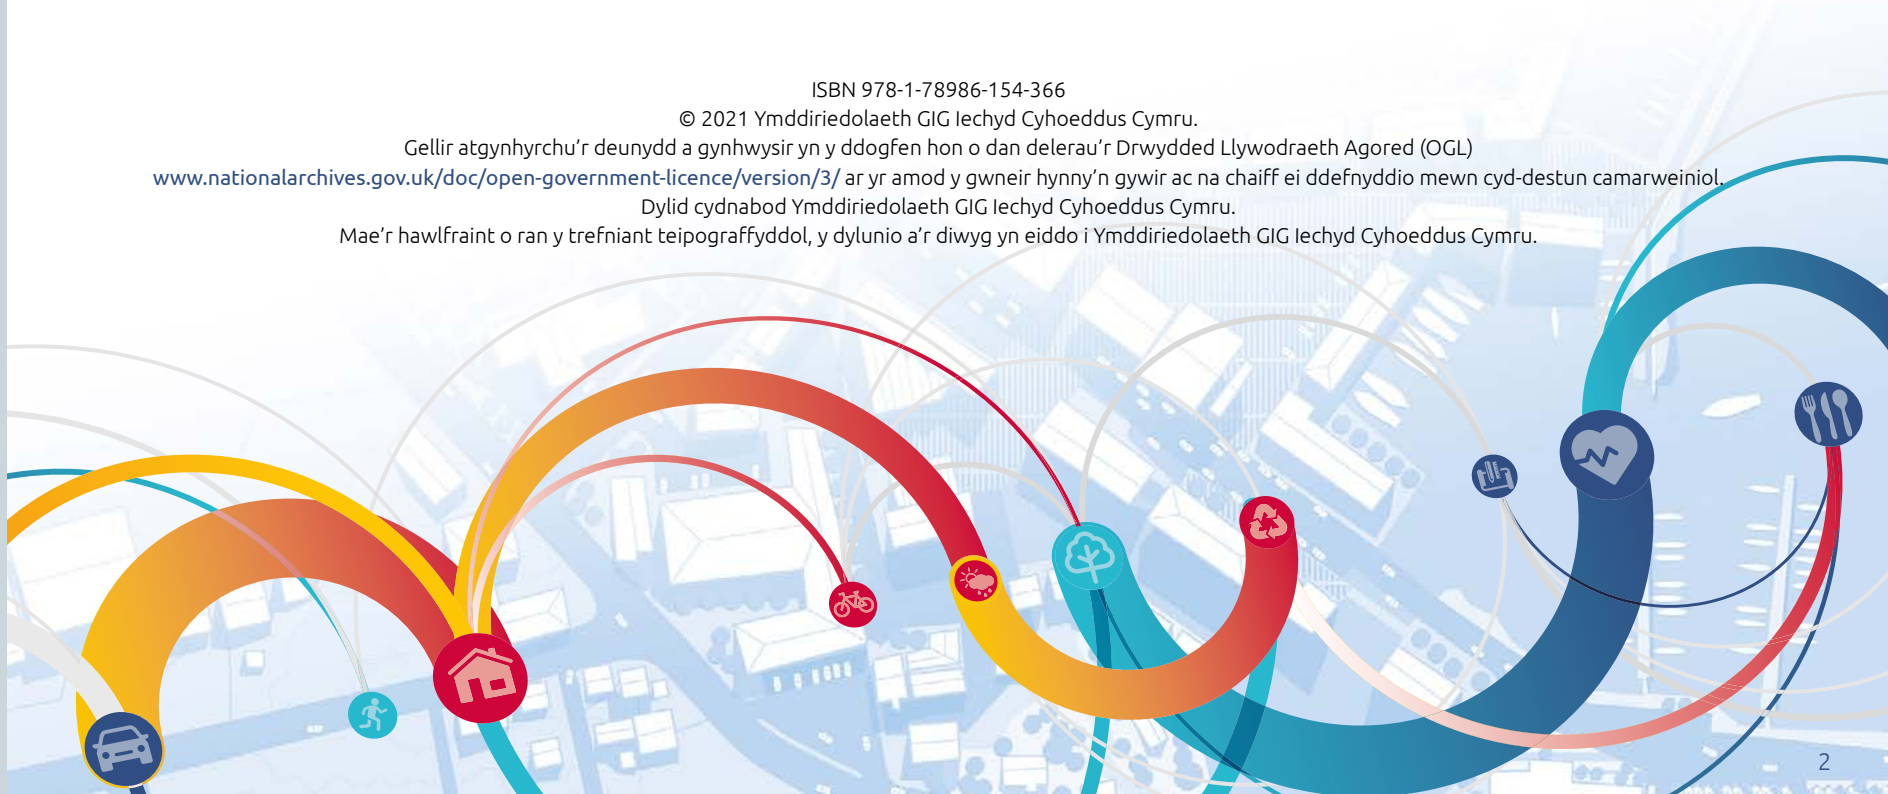 ISBN 978-1-78986-154-366
© 2021 Ymddiriedolaeth GIG Iechyd Cyhoeddus Cymru.
Gellir atgynhyrchu’r deunydd a gynhwysir yn y ddogfen hon o dan delerau’r Drwydded Llywodraeth Agored (OGL)
www.nationalarchives.gov.uk/doc/open-government-licence/version/3/ ar yr amod y gwneir hynny’n gywir ac na chaiff ei ddefnyddio mewn cyd-destun camarweiniol.
Dylid cydnabod Ymddiriedolaeth GIG Iechyd Cyhoeddus Cymru.
Mae’r hawlfraint o ran y trefniant teipograffyddol, y dylunio a’r diwyg yn eiddo i Ymddiriedolaeth GIG Iechyd Cyhoeddus Cymru.
2